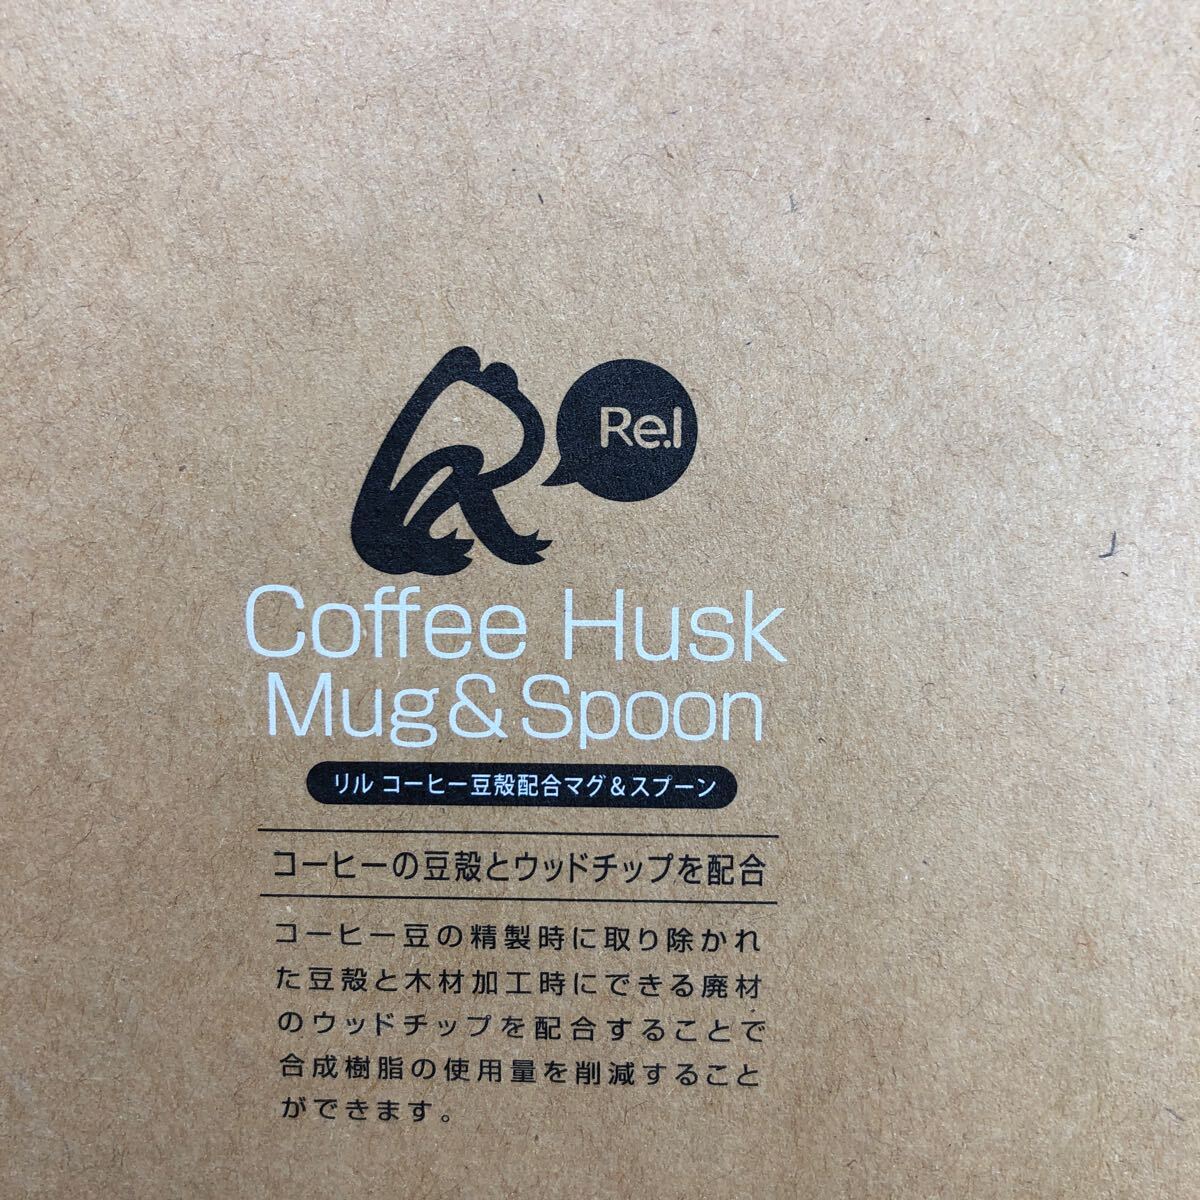 Re.l
Coffee Husk
Mug&Spoon
リル コーヒー豆殻配合マグ&スプーン
コーヒーの豆殻とウッドチップを配合
コーヒー豆の精製時に取り除かれ
た豆殻と木材加工時にできる廃材
のウッドチップを配合することで
合成樹脂の使用量を削減すること
ができます。